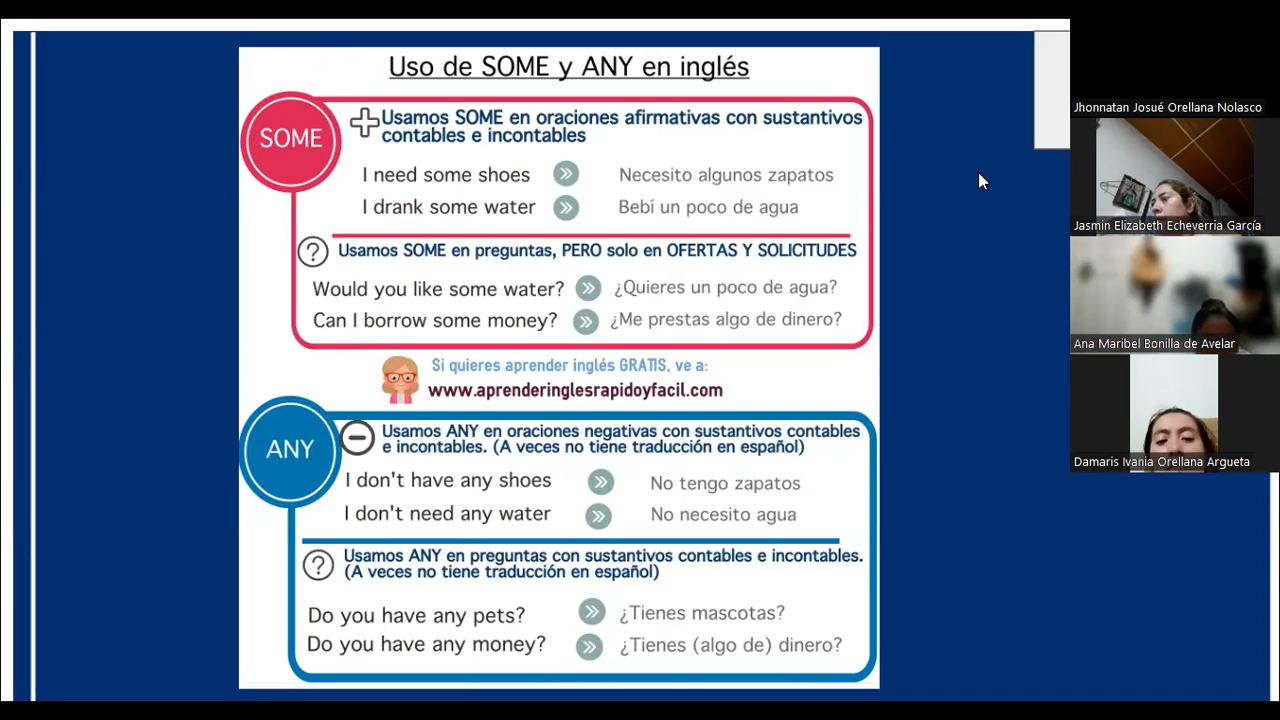 Uso de SOME y ANY en inglés
SOME
Usamos SOME en oraciones afirmativas con sustantivos
contables e incontables
I need some shoes » Necesito algunos zapatos
I drank some water » Bebí un poco de agua
? Usamos SOME en preguntas, PERO solo en OFERTAS Y SOLICITUDES
Would you like some water? » ¿Quieres un poco de agua?
Can I borrow some money? » ¿Me prestas algo de dinero?
Si quieres aprender inglés GRATIS, ve a:
www.aprenderinglesrapidoyfacil.com
ANY
Usamos ANY en oraciones negativas con sustantivos contables
e incontables. (A veces no tiene traducción en español)
I don't have any shoes » No tengo zapatos
I don't need any water » No necesito agua
? Usamos ANY en preguntas con sustantivos contables e incontables.
(A veces no tiene traducción en español)
Do you have any pets? » ¿Tienes mascotas?
Do you have any money? » ¿Tienes (algo de) dinero?
Jhonnatan Josué Orellana Nolasco
Jasmin Elizabeth Echeverria García
Ana Maribel Bonilla de Avelar
Damaris Ivania Orellana Argueta